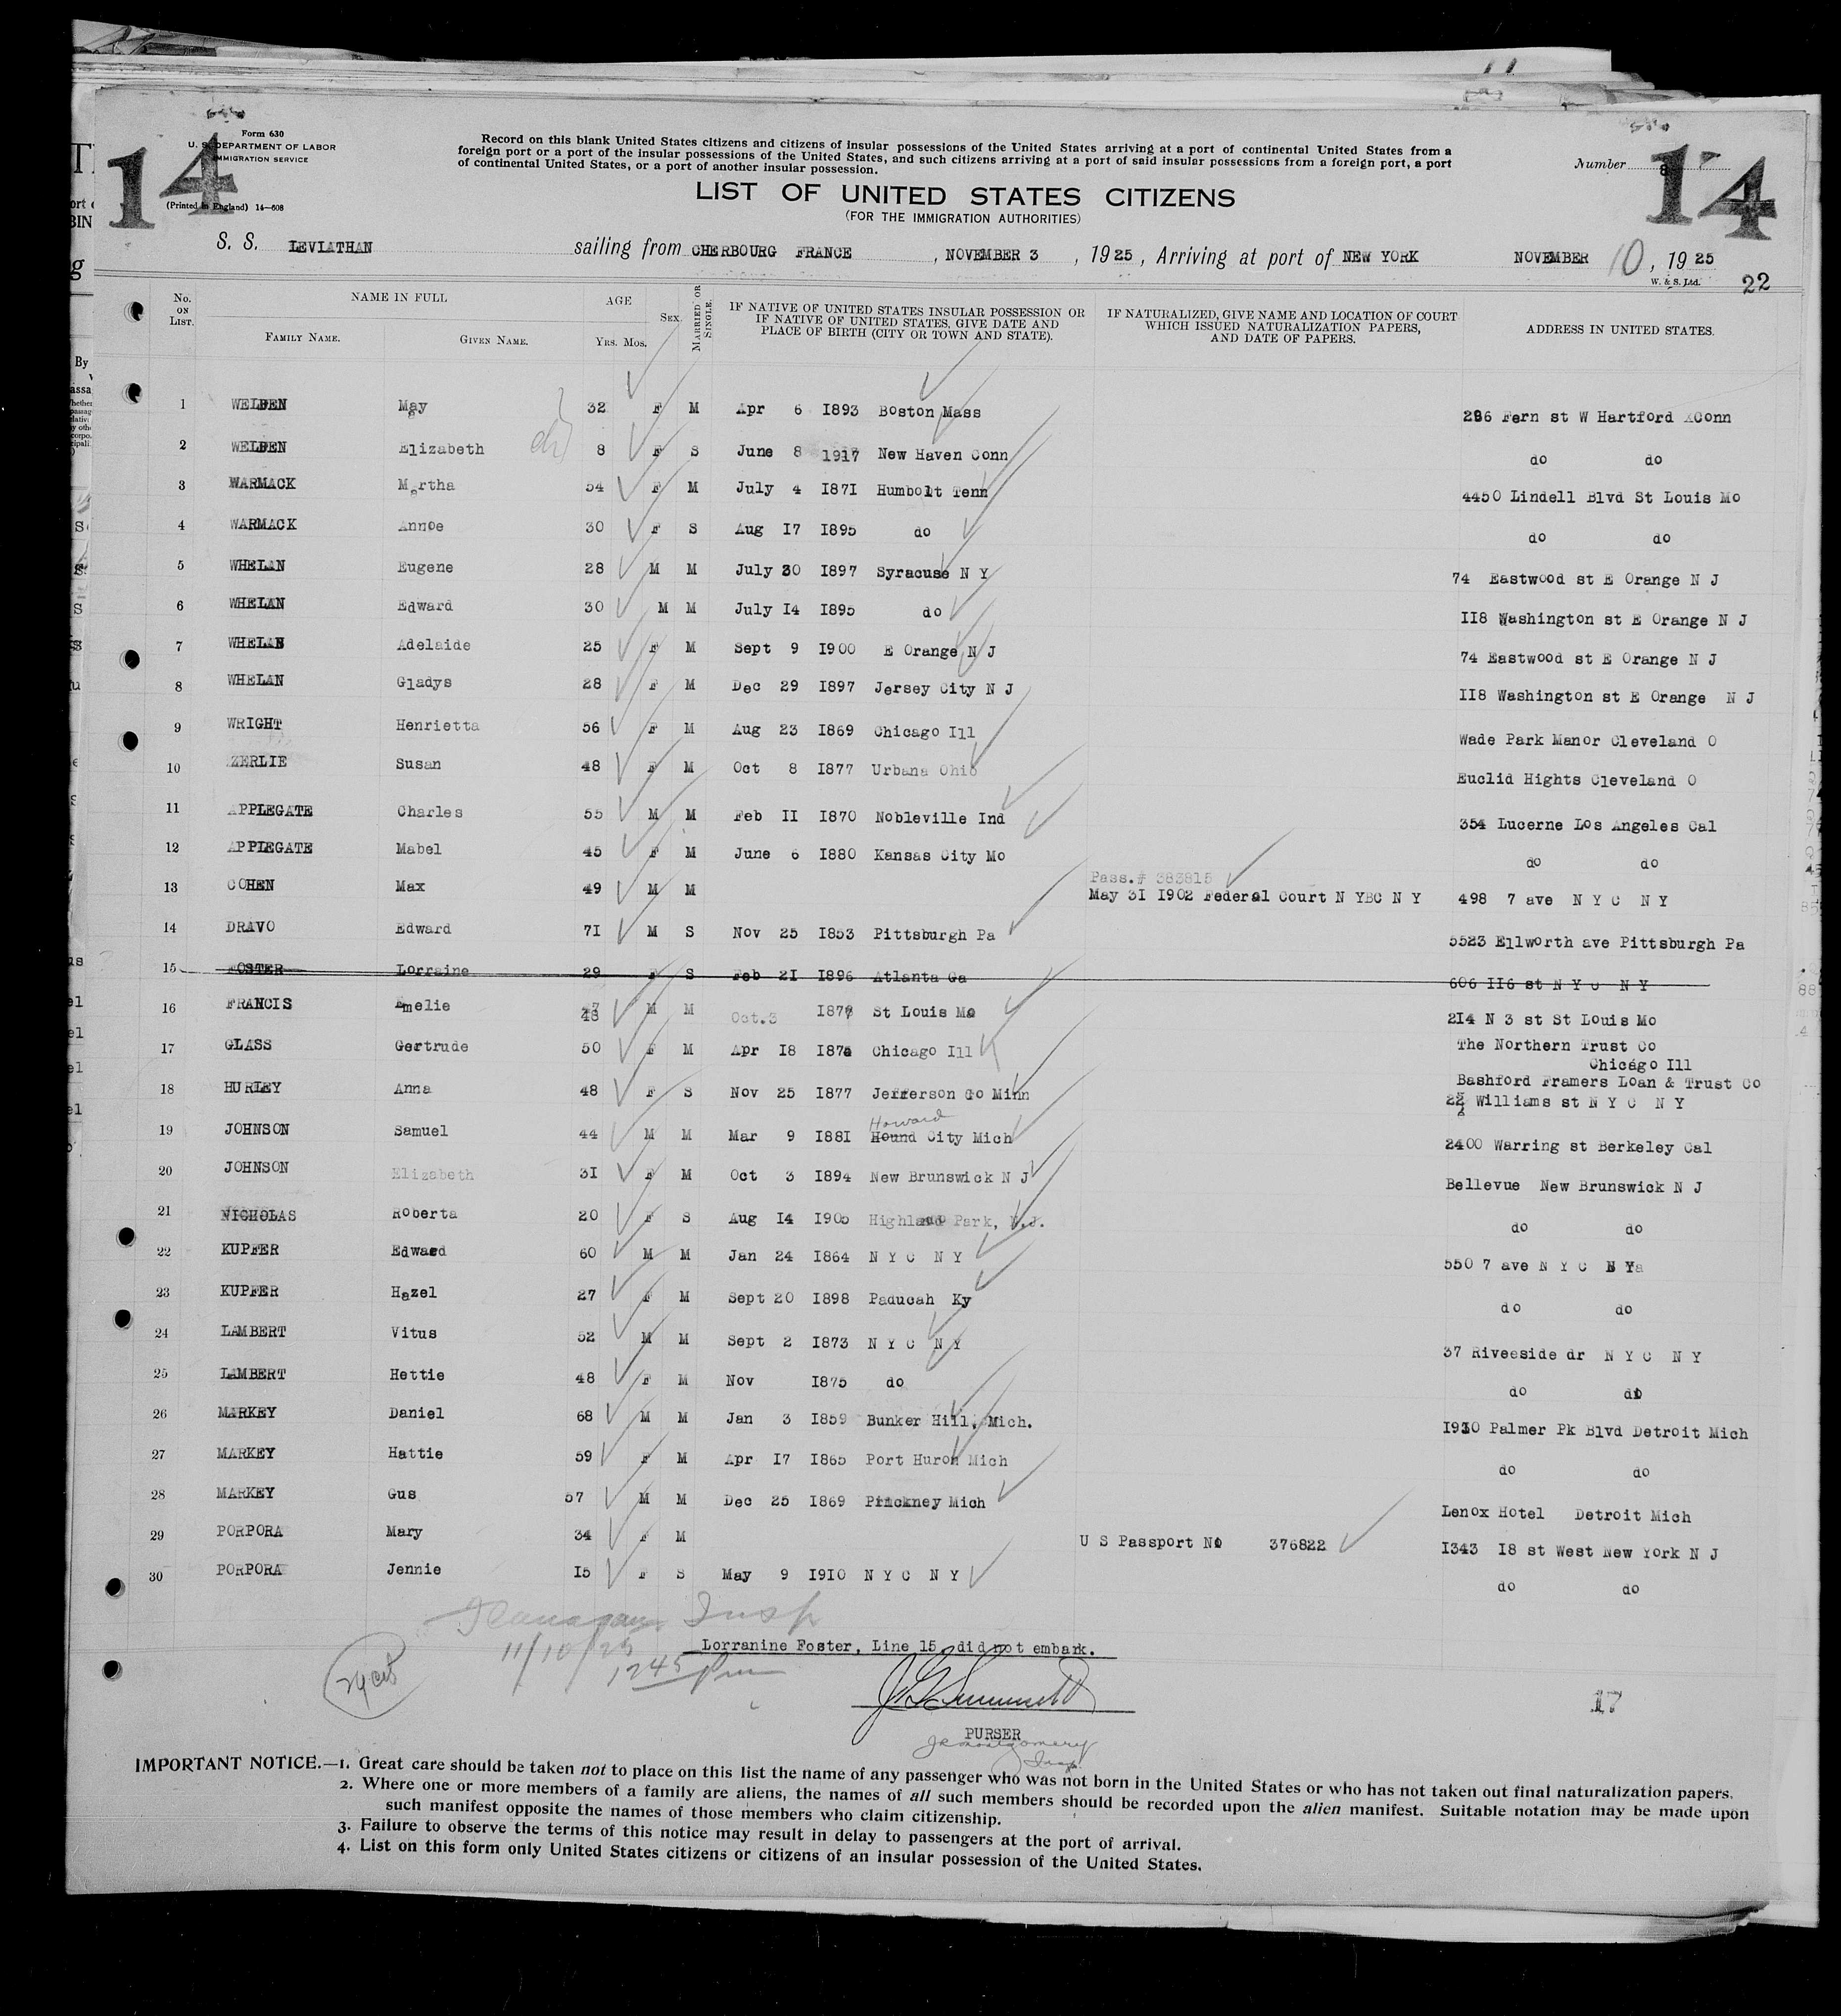 14
Form 630
U. S. DEPARTMENT OF LABOR
IMMIGRATION SERVICE
(Printed in England) 14—608
Record on this blank United States citizens and citizens of insular possessions of the United States arriving at a port of continental United States from a
foreign port or a port of the insular possessions of the United States, and such citizens arriving at a port of said insular possessions from a foreign port, a port
of continental United States, or a port of another insular possession.
Number 8
14
LIST OF UNITED STATES CITIZENS
(FOR THE IMMIGRATION AUTHORITIES)
S. S. LEVIATHAN sailing from CHERBOURG FRANCE, NOVEMBER 3, 1925, Arriving at port of NEW YORK NOVEMBER 10, 1925
W. & S. Ltd. 22
No. ON LIST. NAME IN FULL AGE SEX. MARRIED OR SINGLE. IF NATIVE OF UNITED STATES INSULAR POSSESSION OR IF NATIVE OF UNITED STATES, GIVE DATE AND PLACE OF BIRTH (CITY OR TOWN AND STATE). IF NATURALIZED, GIVE NAME AND LOCATION OF COURT WHICH ISSUED NATURALIZATION PAPERS, AND DATE OF PAPERS. ADDRESS IN UNITED STATES.
FAMILY NAME. GIVEN NAME. YRS. MOS.
1 WELDEN May 32 F M Apr 6 1893 Boston Mass 286 Fern st W Hartford Conn
2 WELDEN Elizabeth 8 F S June 8 1917 New Haven Conn do do
3 WARMACK Martha 54 F M July 4 1871 Humbolt Tenn 4450 Lindell Blvd St Louis Mo
4 WARMACK Annoe 30 F S Aug 17 1895 do do do
5 WHELAN Eugene 28 M M July 30 1897 Syracuse N Y 74 Eastwood st E Orange N J
6 WHELAN Edward 30 M M July 14 1895 do 118 Washington st E Orange N J
7 WHELAN Adelaide 25 F M Sept 9 1900 E Orange N J 74 Eastwood st E Orange N J
8 WHELAN Gladys 28 F M Dec 29 1897 Jersey City N J 118 Washington st E Orange N J
9 WRIGHT Henrietta 56 F M Aug 23 1869 Chicago Ill Wade Park Manor Cleveland O
10 ZERLIE Susan 48 F M Oct 8 1877 Urbana Ohio Euclid Hights Cleveland O
11 APPLEGATE Charles 55 M M Feb 11 1870 Nobleville Ind 354 Lucerne Los Angeles Cal
12 APPLEGATE Mabel 45 F M June 6 1880 Kansas City Mo do do
Pass.# 383815
13 COHEN Max 49 M M May 31 1902 Federal Court N YBC N Y 498 7 ave N Y C N Y
14 DRAVO Edward 71 M S Nov 25 1853 Pittsburgh Pa 5523 Ellworth ave Pittsburgh Pa
15 FOSTER Lorraine 29 F S Feb 21 1896 Atlanta Ga 606 116 st N Y C N Y
16 FRANCIS Emelie 47 48 M M Oct.3 1877 St Louis Mo 214 N 3 st St Louis Mo
17 GLASS Gertrude 50 F M Apr 18 Chicago Ill The Northern Trust Co
Chicago Ill
18 HURLEY Anna 48 F S Nov 25 1877 Jefferson Co Minn Bashford Framers Loan & Trust Co
22 Williams st N Y C N Y
Howard
19 JOHNSON Samuel 44 M M Mar 9 1881 Hound City Mich 2400 Warring st Berkeley Cal
20 JOHNSON Elizabeth 31 F M Oct 3 1894 New Brunswick N J Bellevue New Brunswick N J
21 NICHOLAS Roberta 20 F S Aug 14 1905 Highland Park, N.J. do do
22 KUPFER Edward 60 M M Jan 24 1864 N Y C N Y 550 7 ave N Y C N Y
23 KUPFER Hazel 27 F M Sept 20 1898 Paducah Ky do do
24 LAMBERT Vitus 52 M M Sept 2 1873 N Y C N Y 37 Riveeside dr N Y C N Y
25 LAMBERT Hettie 48 F M Nov 1875 do do do
26 MARKEY Daniel 68 M M Jan 3 1859 Bunker Hill, Mich. 1930 Palmer Pk Blvd Detroit Mich
27 MARKEY Hattie 59 F M Apr 17 1865 Port Huron Mich do do
28 MARKEY Gus 57 M M Dec 25 1869 Pinckney Mich Lenox Hotel Detroit Mich
29 PORPORA Mary 34 F M U S Passport No 376822 1343 18 st West New York N J
30 PORPORA Jennie 15 F S May 9 1910 N Y C N Y do do
Flanagan Insp
11/10/25
1245 pm
Lorranine Foster, Line 15, did not embark.
PURSER
JR Montgomery
Insp.
17
IMPORTANT NOTICE.—1. Great care should be taken not to place on this list the name of any passenger who was not born in the United States or who has not taken out final naturalization papers.
2. Where one or more members of a family are aliens, the names of all such members should be recorded upon the alien manifest. Suitable notation may be made upon
such manifest opposite the names of those members who claim citizenship.
3. Failure to observe the terms of this notice may result in delay to passengers at the port of arrival.
4. List on this form only United States citizens or citizens of an insular possession of the United States.